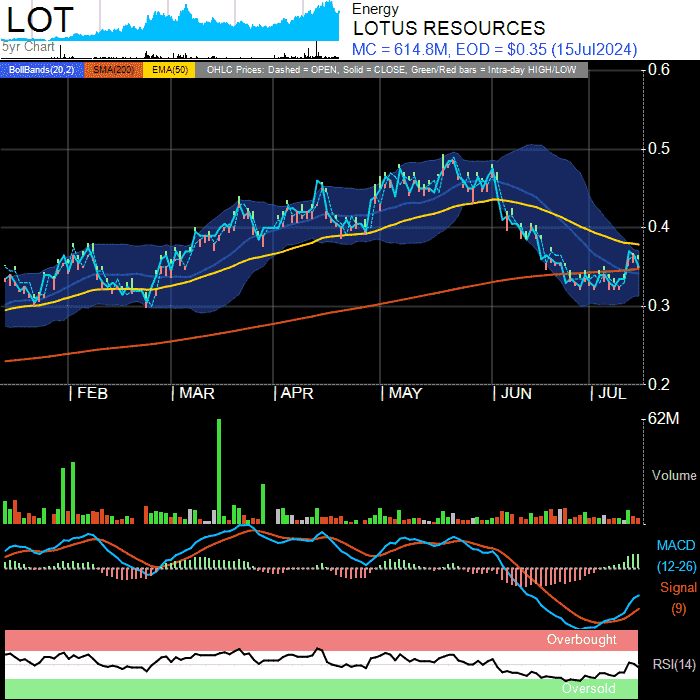 LOT
5yr Chart
Energy
LOTUS RESOURCES
MC = 614.8M, EOD = $0.35 (15Jul2024)
BollBands(20,2) SMA(200) EMA(50) OHLC Prices: Dashed = OPEN, Solid = CLOSE, Green/Red bars = Intra-day HIGH/LOW
0.6
0.5
0.4
0.3
0.2
FEB MAR APR MAY JUN JUL
62M
Volume
MACD
(12-26)
Signal
(9)
Overbought
RSI(14)
Oversold